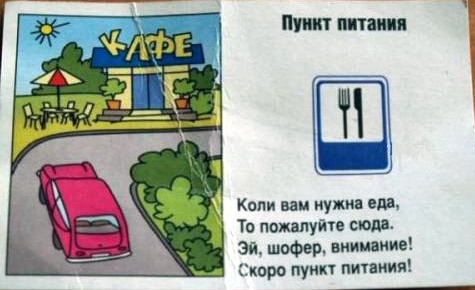 КАФЕ
Пункт питания
Коли вам нужна еда,
То пожалуйте сюда.
Эй, шофер, внимание!
Скоро пункт питания!